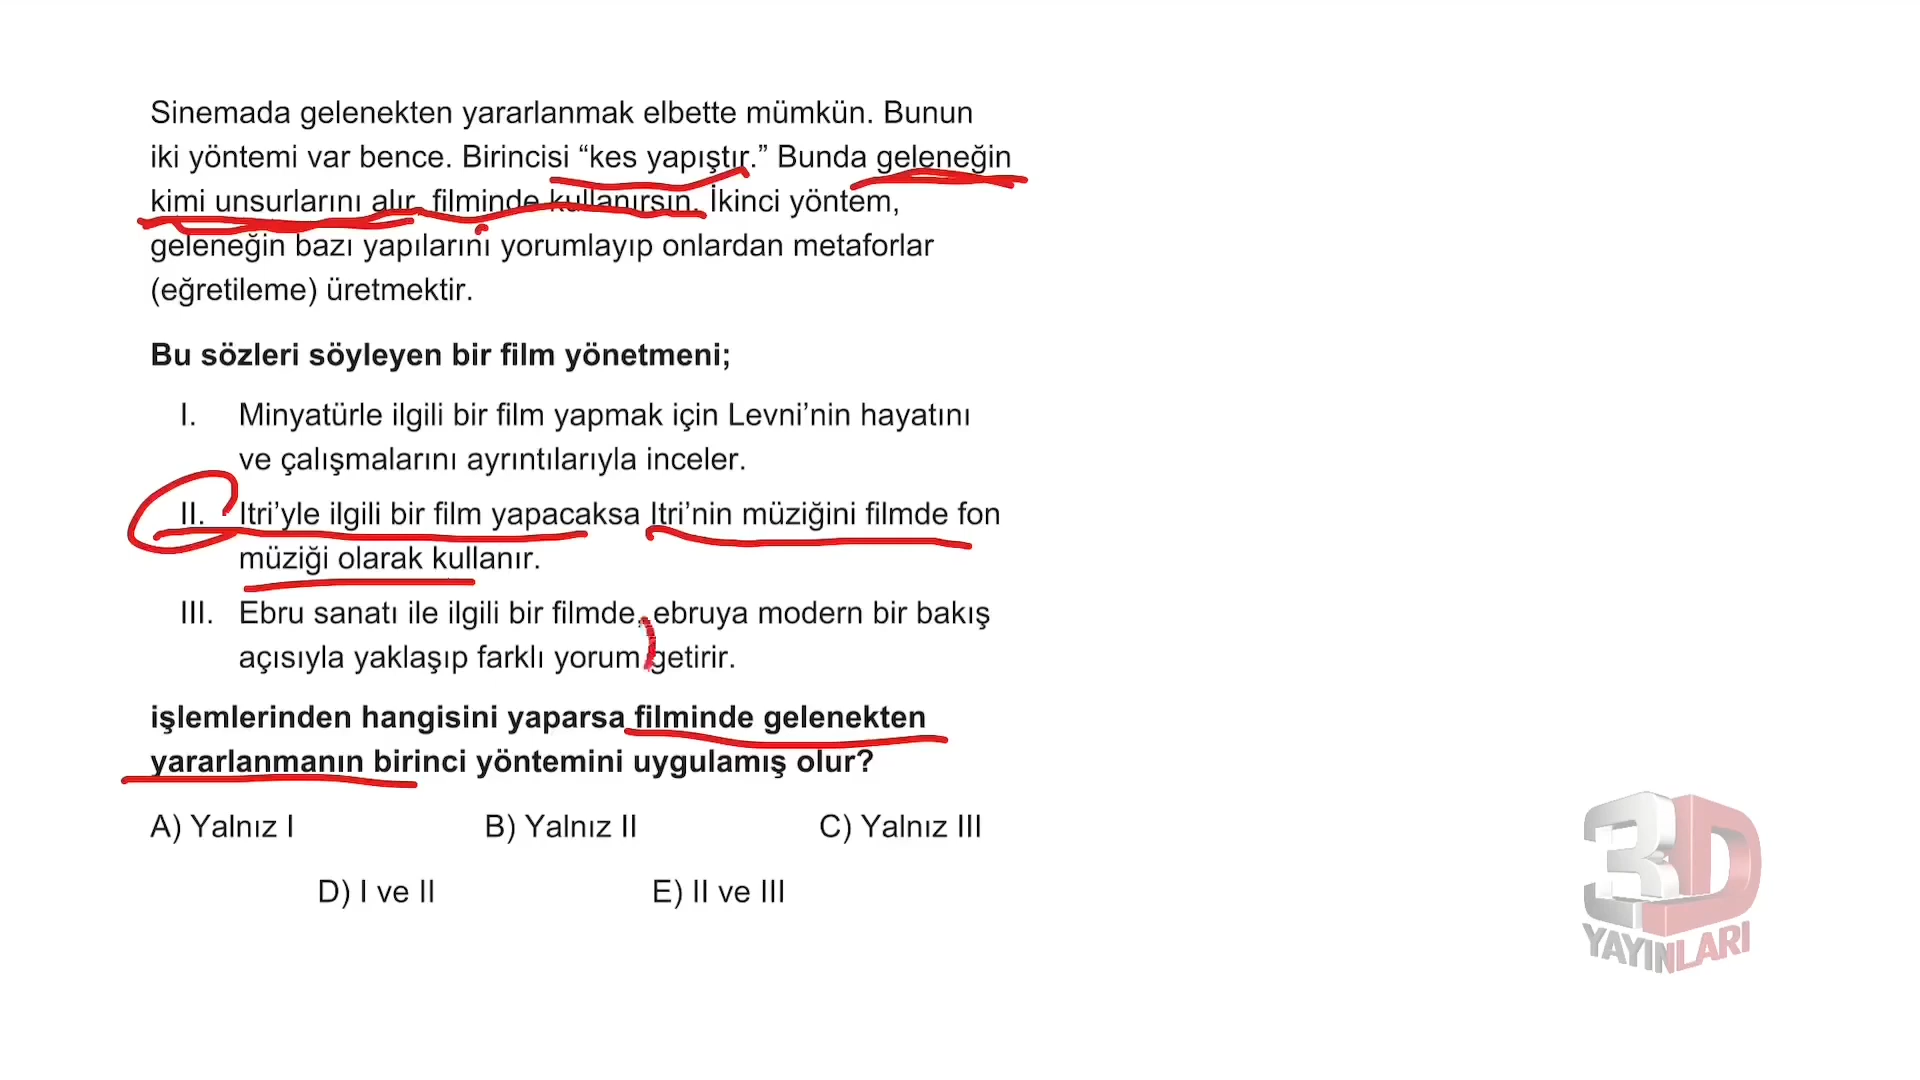 Sinemada gelenekten yararlanmak elbette mümkün. Bunun
iki yöntemi var bence. Birincisi “kes yapıştır.” Bunda geleneğin
kimi unsurlarını alır, filminde kullanırsın. İkinci yöntem,
geleneğin bazı yapılarını yorumlayıp onlardan metaforlar
(eğretileme) üretmektir.
Bu sözleri söyleyen bir film yönetmeni;
I. Minyatürle ilgili bir film yapmak için Levni’nin hayatını
ve çalışmalarını ayrıntılarıyla inceler.
II. Itri’yle ilgili bir film yapacaksa Itri’nin müziğini filmde fon
müziği olarak kullanır.
III. Ebru sanatı ile ilgili bir filmde, ebruya modern bir bakış
açısıyla yaklaşıp farklı yorum getirir.
işlemlerinden hangisini yaparsa filminde gelenekten
yararlanmanın birinci yöntemini uygulamış olur?
A) Yalnız I B) Yalnız II C) Yalnız III
D) I ve II E) II ve III
3D
YAYINLARI